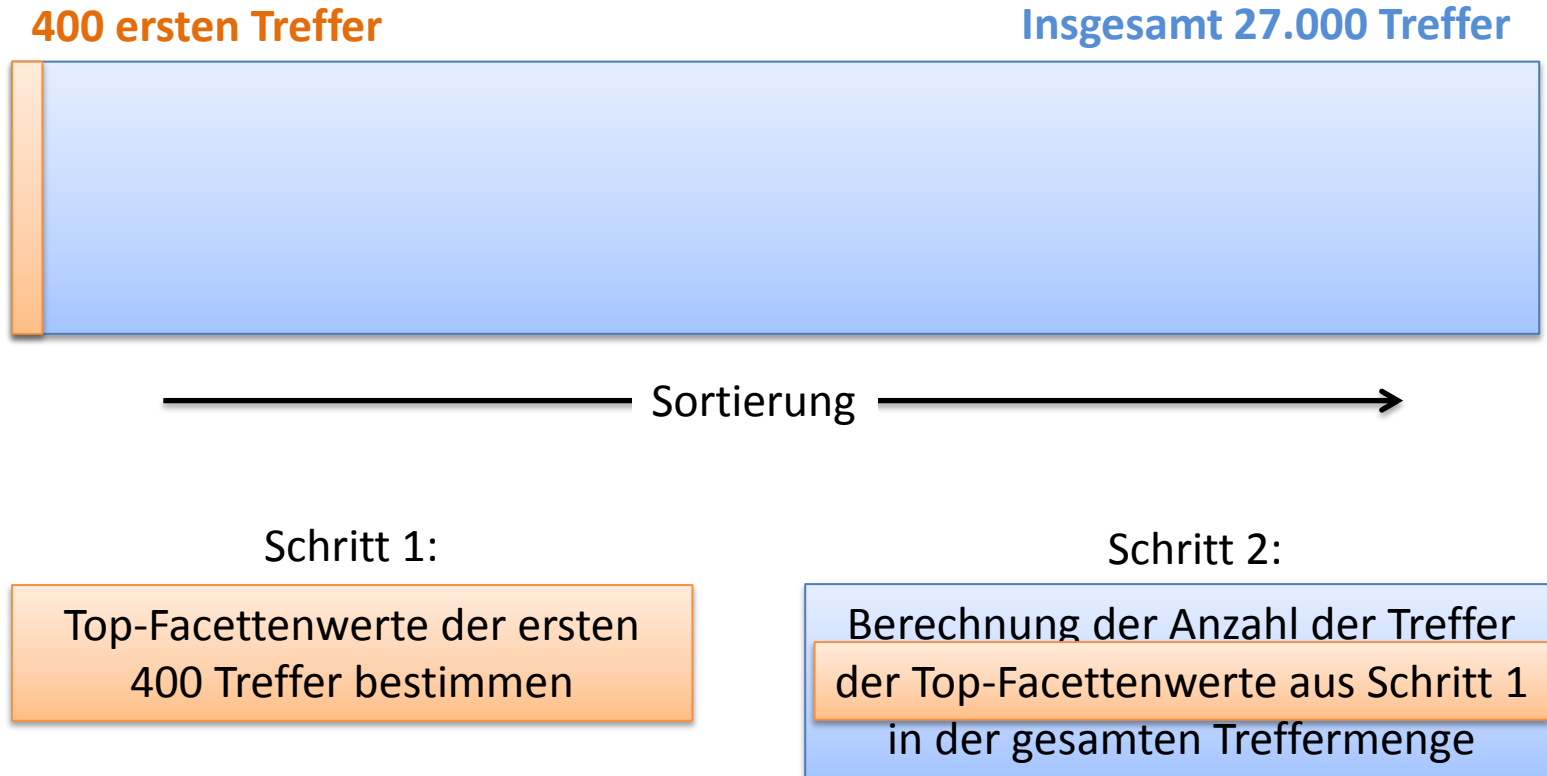 400 ersten Treffer
Insgesamt 27.000 Treffer
Sortierung
Schritt 1:
Top-Facettenwerte der ersten
400 Treffer bestimmen
Schritt 2:
Berechnung der Anzahl der Treffer
der Top-Facettenwerte aus Schritt 1
in der gesamten Treffermenge